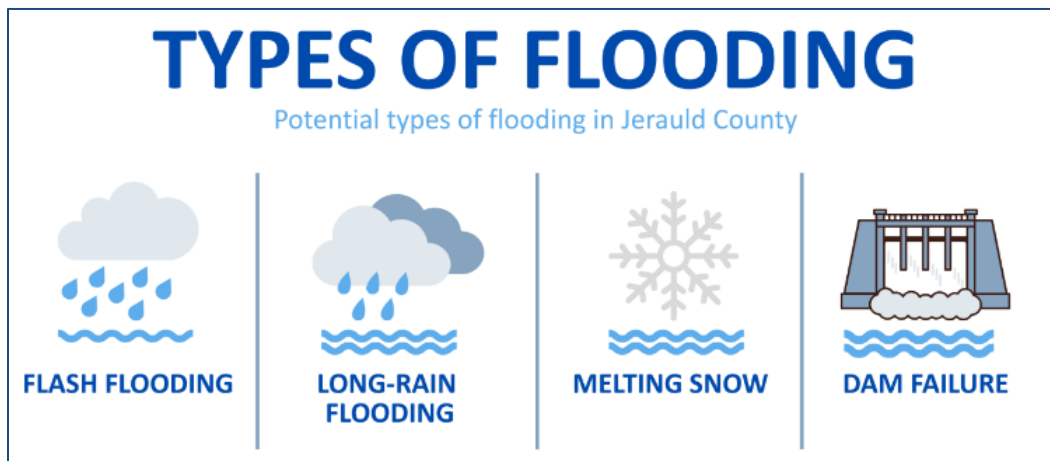 TYPES OF FLOODING
Potential types of flooding in Jerauld County
FLASH FLOODING
LONG-RAIN
FLOODING
MELTING SNOW
DAM FAILURE